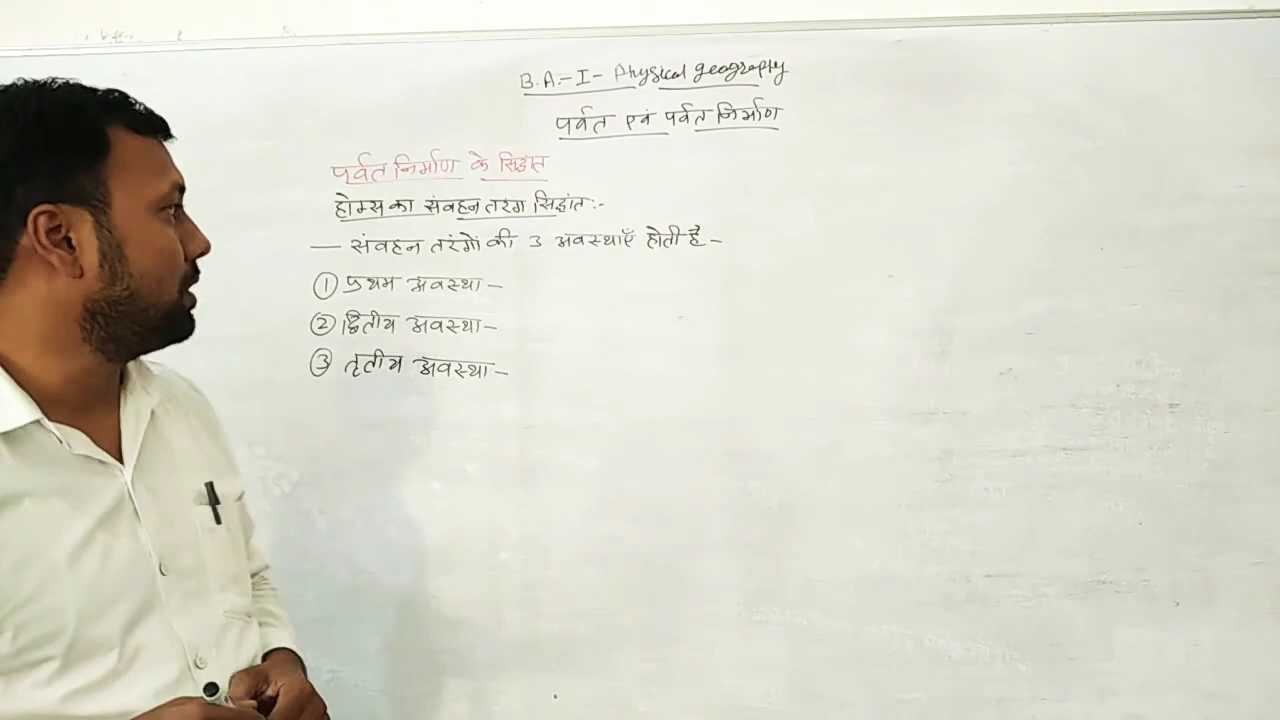 B.A.-I- Physical geography
पर्वत एवं पर्वत निर्माण
पर्वत निर्माण के सिद्धांत
होम्स का संवहन तरंग सिद्धांत:-
— संवहन तरंगों की 3 अवस्थाएँ होती है -
① प्रथम अवस्था -
② द्वितीय अवस्था -
③ तृतीय अवस्था -